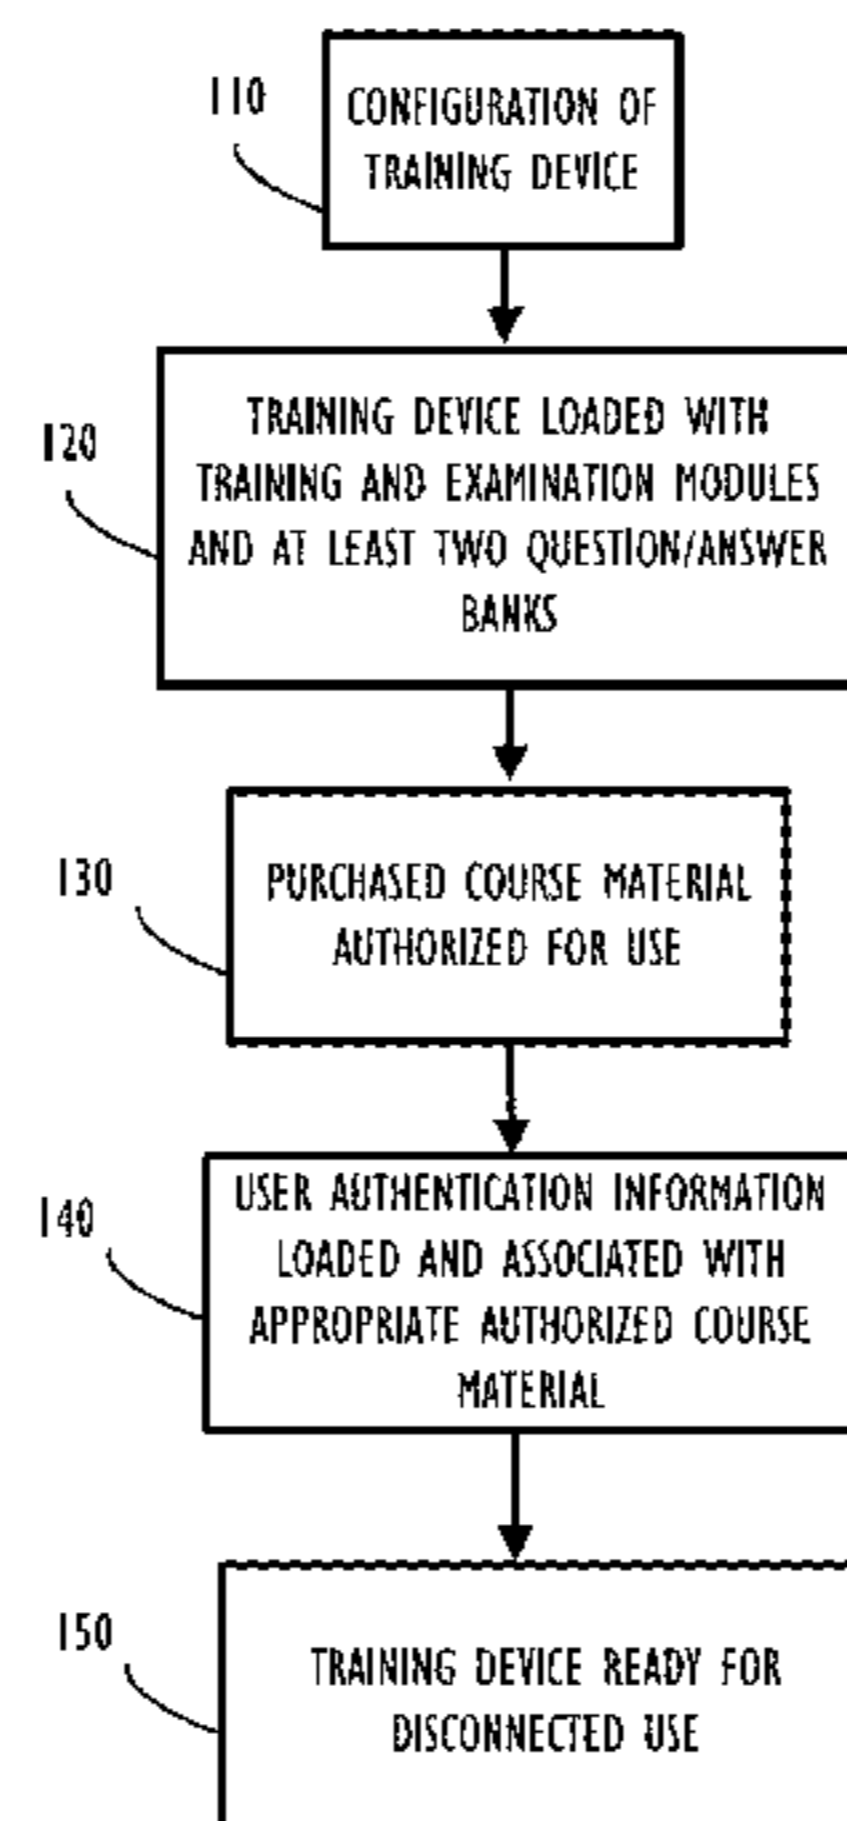 110
CONFIGURATION OF
TRAINING DEVICE
120
TRAINING DEVICE LOADED WITH
TRAINING AND EXAMINATION MODULES
AND AT LEAST TWO QUESTION/ANSWER
BANKS
130
PURCHASED COURSE MATERIAL
AUTHORIZED FOR USE
140
USER AUTHENTICATION INFORMATION
LOADED AND ASSOCIATED WITH
APPROPRIATE AUTHORIZED COURSE
MATERIAL
150
TRAINING DEVICE READY FOR
DISCONNECTED USE